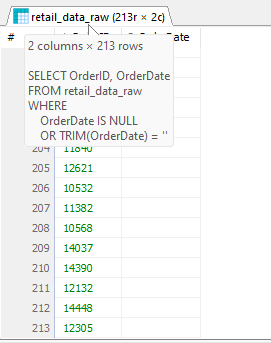 retail_data_raw (213r × 2c)
#
Date
2 columns × 213 rows
SELECT OrderID, OrderDate
FROM retail_data_raw
WHERE
OrderDate IS NULL
OR TRIM(OrderDate) = ''
204 11840
205 12621
206 10532
207 11382
208 10568
209 14037
210 14390
211 12132
212 14448
213 12305